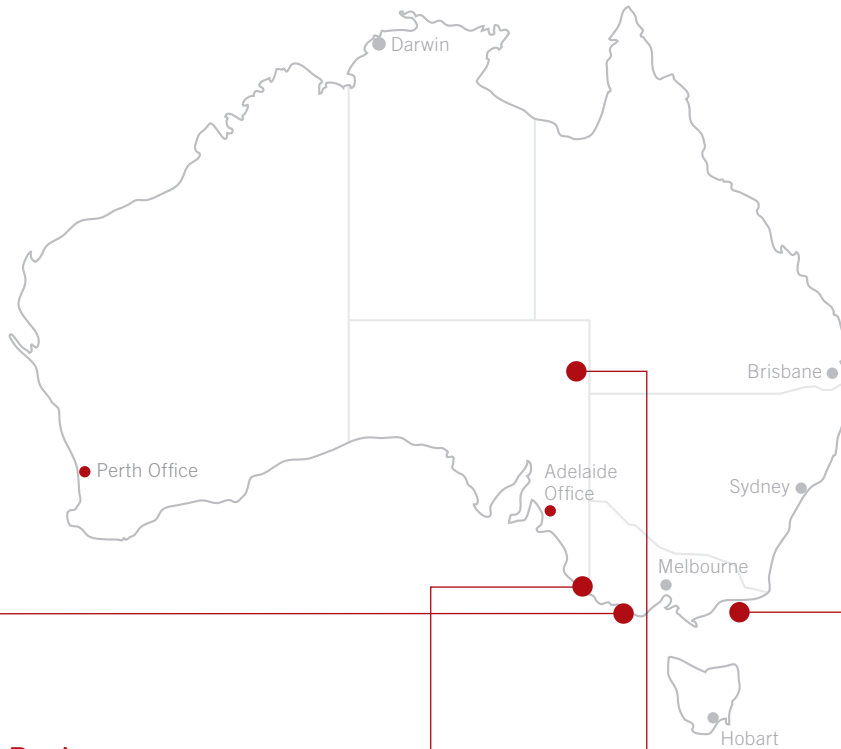 Darwin
Brisbane
Perth Office
Adelaide
Office
Sydney
Melbourne
Hobart